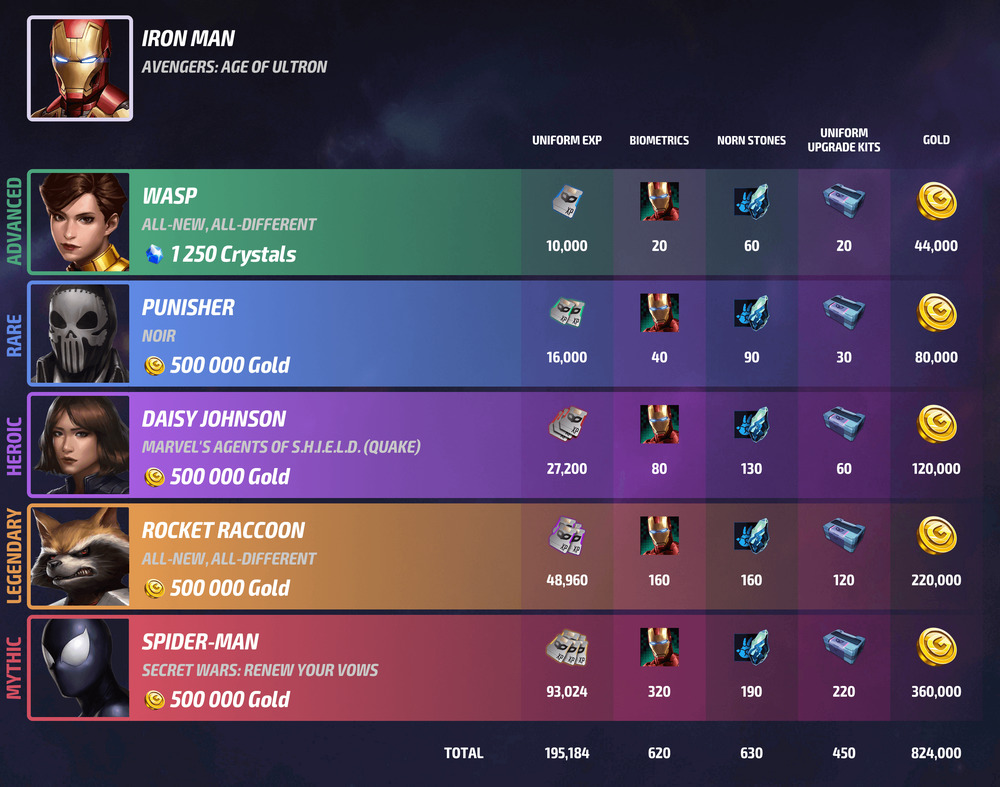 IRON MAN
AVENGERS: AGE OF ULTRON
UNIFORM EXP BIOMETRICS NORN STONES UNIFORM UPGRADE KITS GOLD
ADVANCED
WASP
ALL-NEW, ALL-DIFFERENT
1 250 Crystals
XP
10,000 20 60 20 44,000
RARE
PUNISHER
NOIR
500 000 Gold
XP
16,000 40 90 30 80,000
HEROIC
DAISY JOHNSON
MARVEL'S AGENTS OF S.H.I.E.L.D. (QUAKE)
500 000 Gold
XP
27,200 80 130 60 120,000
LEGENDARY
ROCKET RACCOON
ALL-NEW, ALL-DIFFERENT
500 000 Gold
XP
48,960 160 160 120 220,000
MYTHIC
SPIDER-MAN
SECRET WARS: RENEW YOUR VOWS
500 000 Gold
XP
93,024 320 190 220 360,000
TOTAL 195,184 620 630 450 824,000